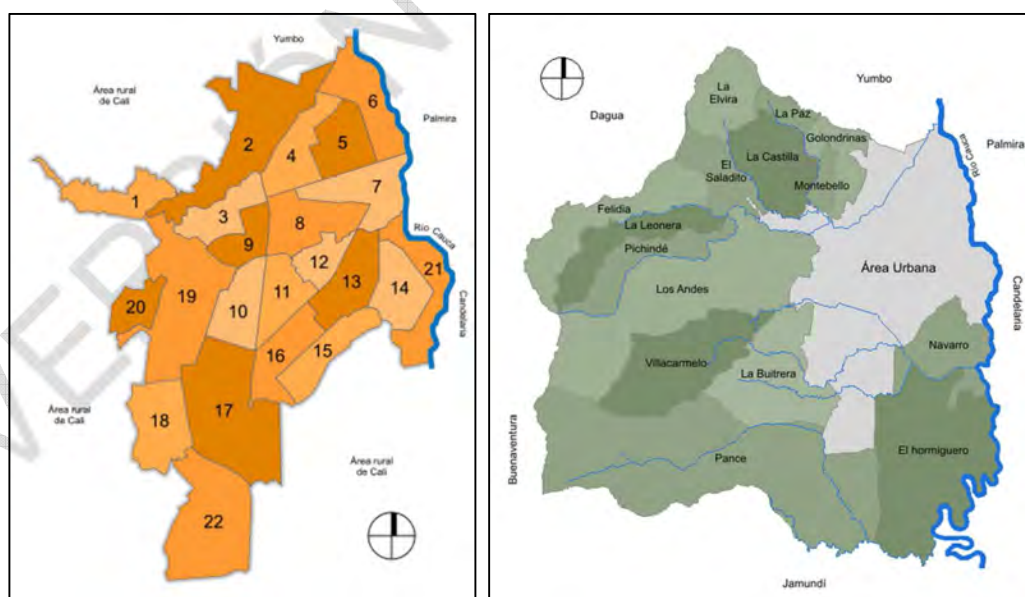 Yumbo
Área rural
de Cali
6
Palmira
2
5
4
7
1
3
8
Río Cauca
9
12
21
13
14
19
20
11
10
Candelaria
16
15
17
18
Área rural
de Cali
Área rural
de Cali
22
La
Elvira
Yumbo
Dagua
La Paz
Golondrinas
Palmira
Río Cauca
La Castilla
El
Saladito
Montebello
Felidia
La Leonera
Pichindé
Área Urbana
Los Andes
Candelaria
Navarro
Villacarmelo
La Buitrera
Buenaventura
Pance
El hormiguero
Jamundí